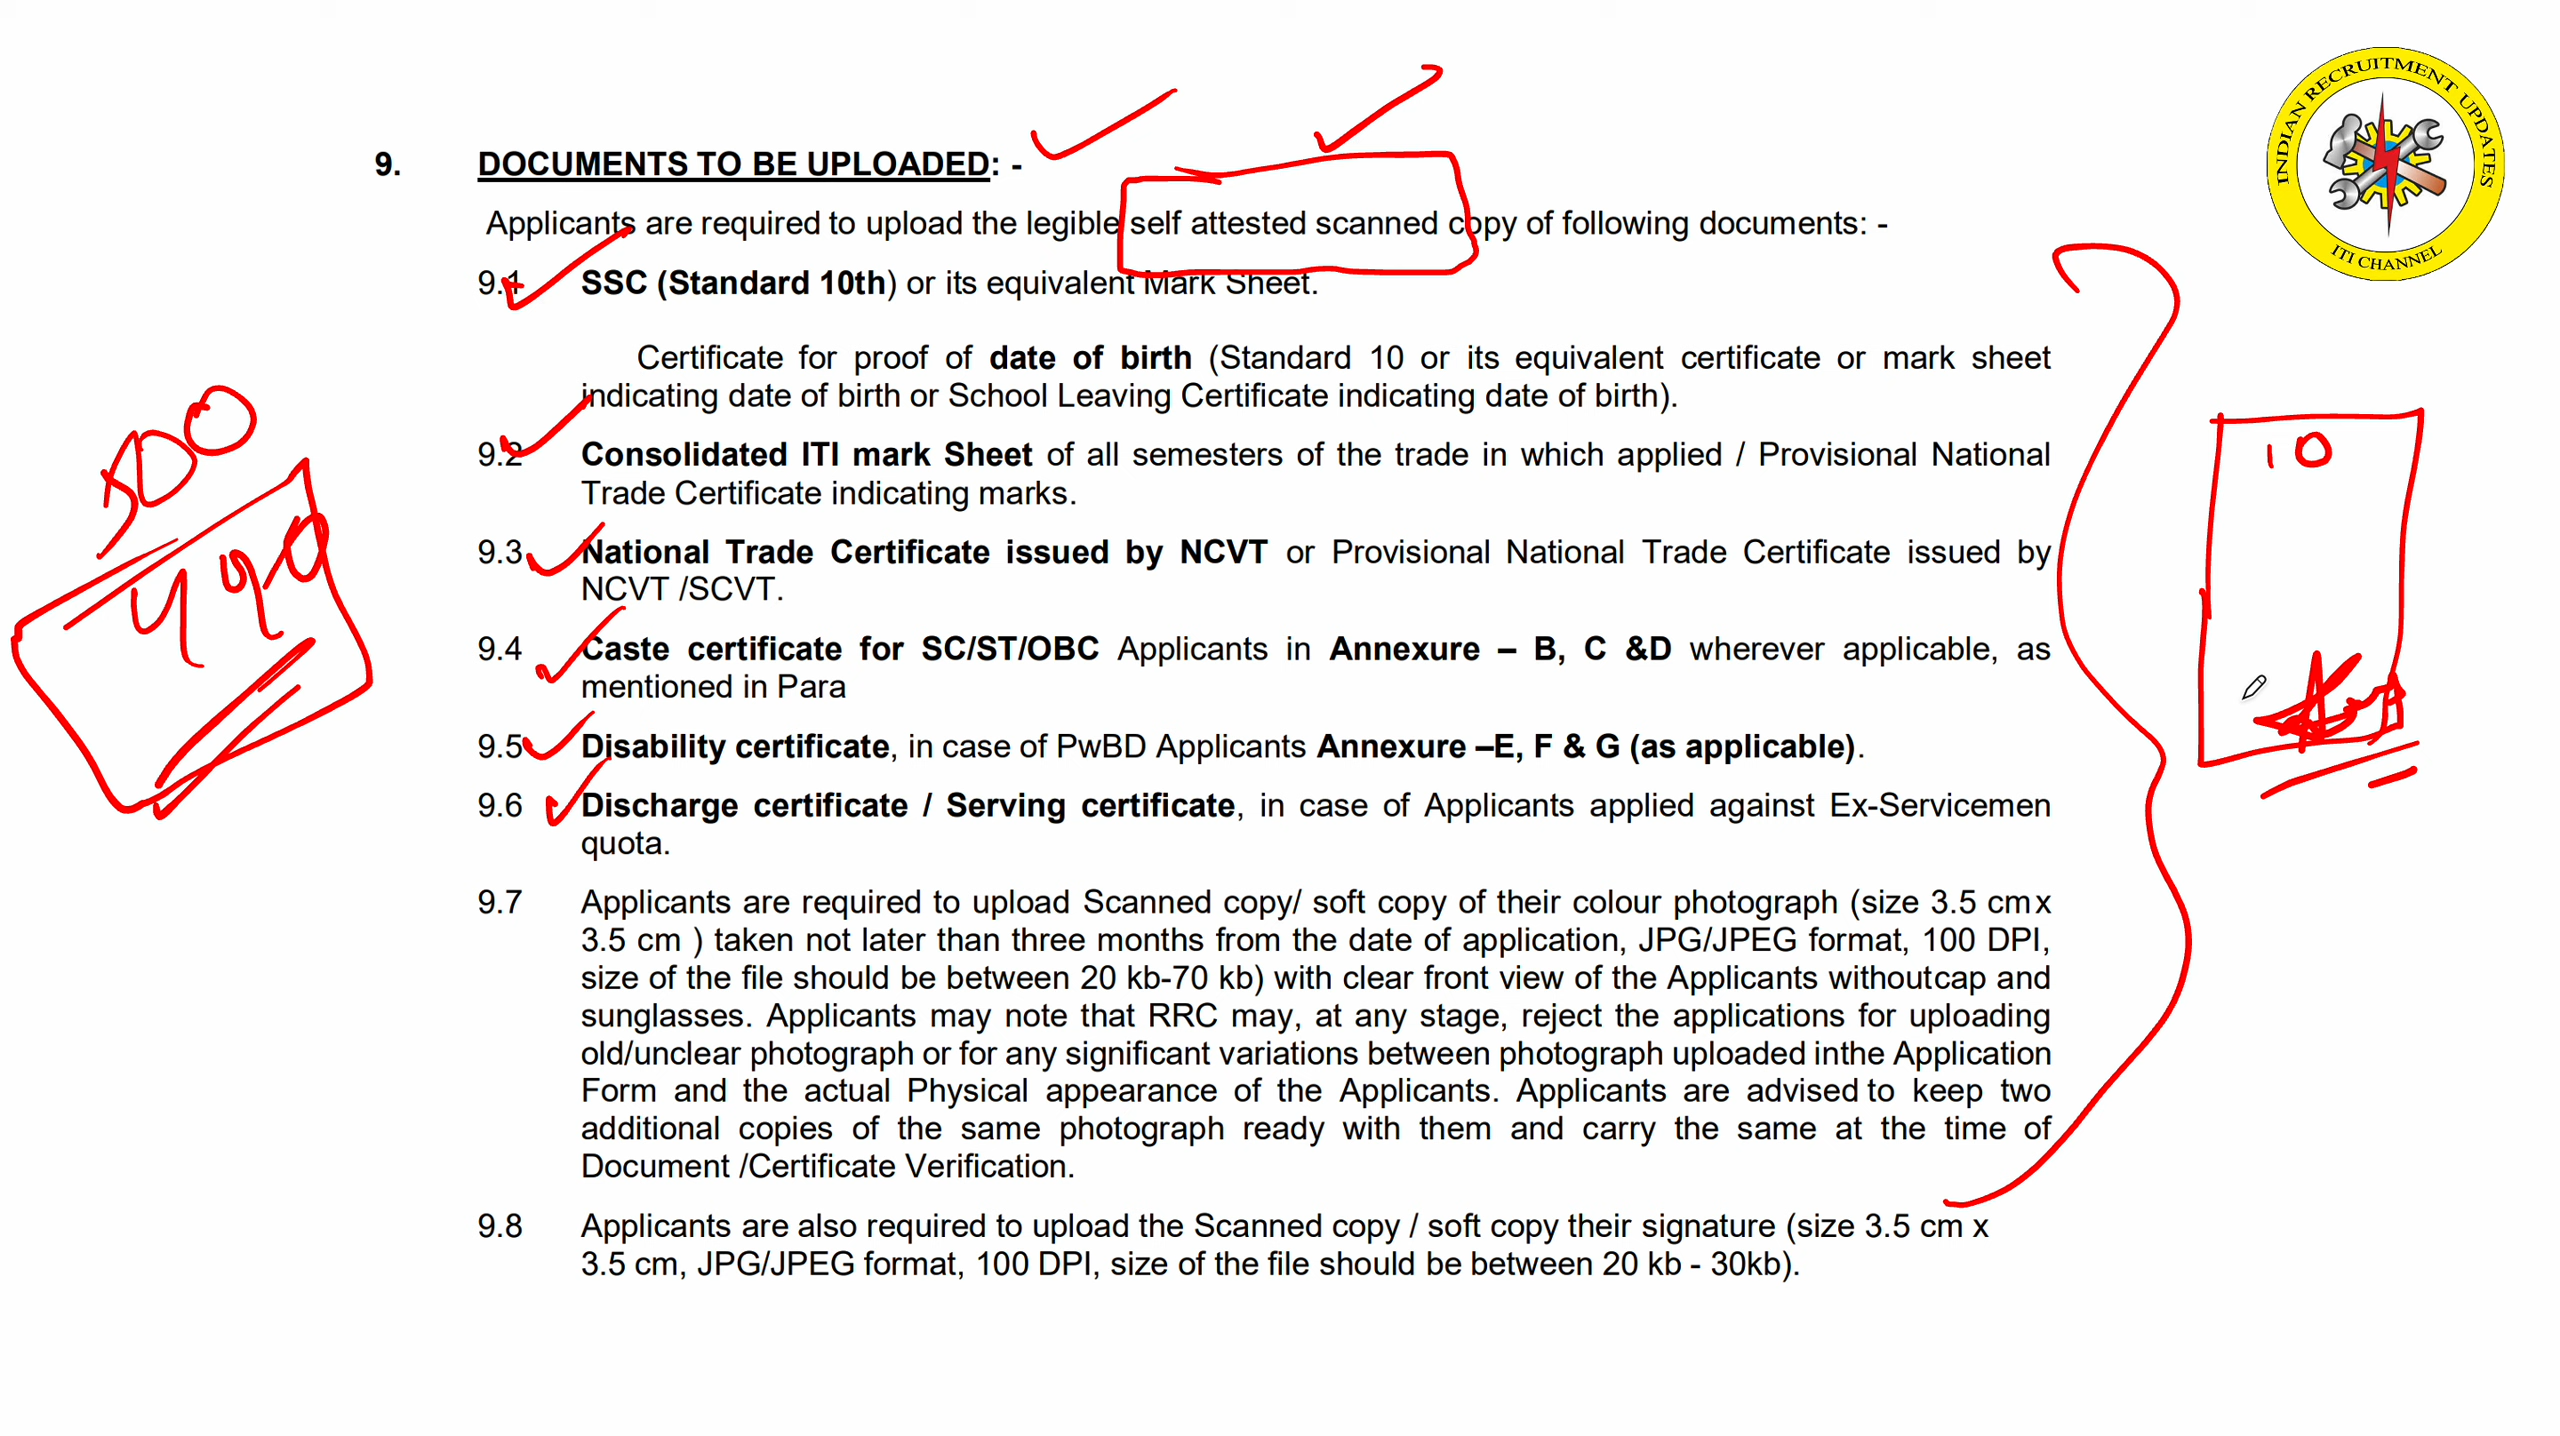 INDIAN RECRUITMENT UPDATES
ITI CHANNEL
9. DOCUMENTS TO BE UPLOADED: -
Applicants are required to upload the legible self attested scanned copy of following documents: -
9.1 SSC (Standard 10th) or its equivalent Mark Sheet.
Certificate for proof of date of birth (Standard 10 or its equivalent certificate or mark sheet
indicating date of birth or School Leaving Certificate indicating date of birth).
9.2 Consolidated ITI mark Sheet of all semesters of the trade in which applied / Provisional National
Trade Certificate indicating marks.
9.3 National Trade Certificate issued by NCVT or Provisional National Trade Certificate issued by
NCVT /SCVT.
9.4 Caste certificate for SC/ST/OBC Applicants in Annexure – B, C &D wherever applicable, as
mentioned in Para
9.5 Disability certificate, in case of PwBD Applicants Annexure –E, F & G (as applicable).
9.6 Discharge certificate / Serving certificate, in case of Applicants applied against Ex-Servicemen
quota.
9.7 Applicants are required to upload Scanned copy/ soft copy of their colour photograph (size 3.5 cm x
3.5 cm ) taken not later than three months from the date of application, JPG/JPEG format, 100 DPI,
size of the file should be between 20 kb-70 kb) with clear front view of the Applicants withoutcap and
sunglasses. Applicants may note that RRC may, at any stage, reject the applications for uploading
old/unclear photograph or for any significant variations between photograph uploaded inthe Application
Form and the actual Physical appearance of the Applicants. Applicants are advised to keep two
additional copies of the same photograph ready with them and carry the same at the time of
Document /Certificate Verification.
9.8 Applicants are also required to upload the Scanned copy / soft copy their signature (size 3.5 cm x
3.5 cm, JPG/JPEG format, 100 DPI, size of the file should be between 20 kb - 30kb).
10